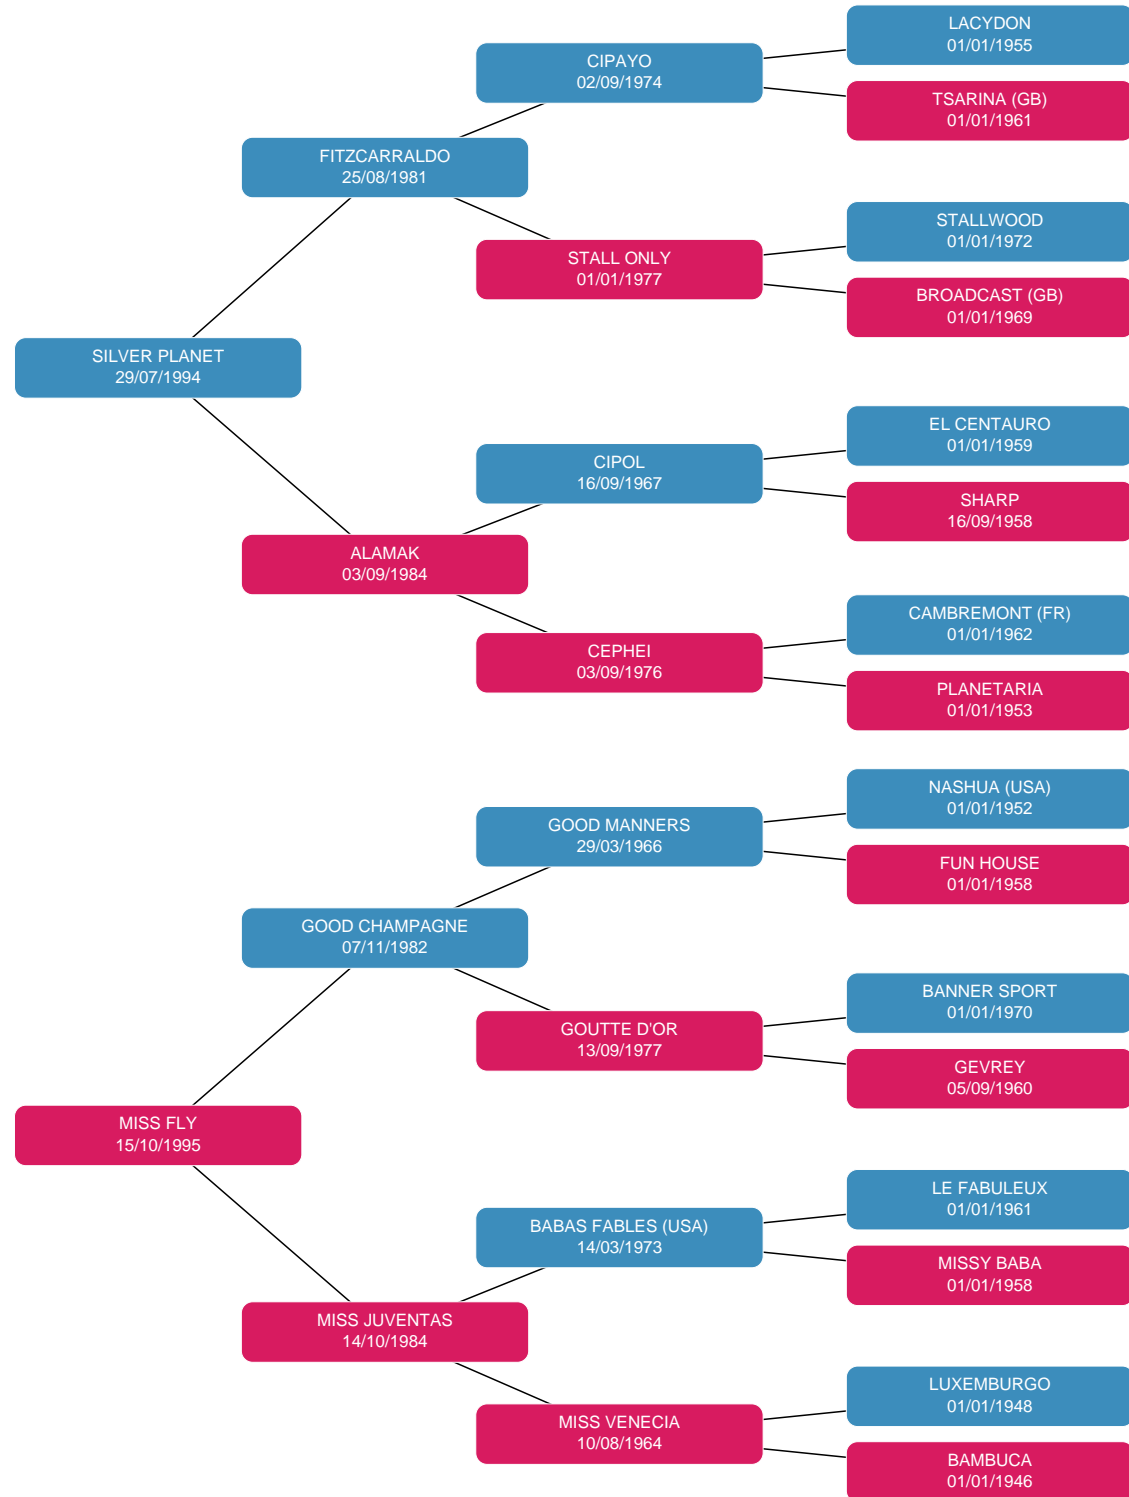 LACYDON
01/01/1955
CIPAYO
02/09/1974
TSARINA (GB)
01/01/1961
FITZCARRALDO
25/08/1981
STALLWOOD
01/01/1972
STALL ONLY
01/01/1977
BROADCAST (GB)
01/01/1969
SILVER PLANET
29/07/1994
EL CENTAURO
01/01/1959
CIPOL
16/09/1967
SHARP
16/09/1958
ALAMAK
03/09/1984
CAMBREMONT (FR)
01/01/1962
CEPHEI
03/09/1976
PLANETARIA
01/01/1953
NASHUA (USA)
01/01/1952
GOOD MANNERS
29/03/1966
FUN HOUSE
01/01/1958
GOOD CHAMPAGNE
07/11/1982
BANNER SPORT
01/01/1970
GOUTTE D'OR
13/09/1977
GEVREY
05/09/1960
MISS FLY
15/10/1995
LE FABULEUX
01/01/1961
BABAS FABLES (USA)
14/03/1973
MISSY BABA
01/01/1958
MISS JUVENTAS
14/10/1984
LUXEMBURGO
01/01/1948
MISS VENECIA
10/08/1964
BAMBUCA
01/01/1946